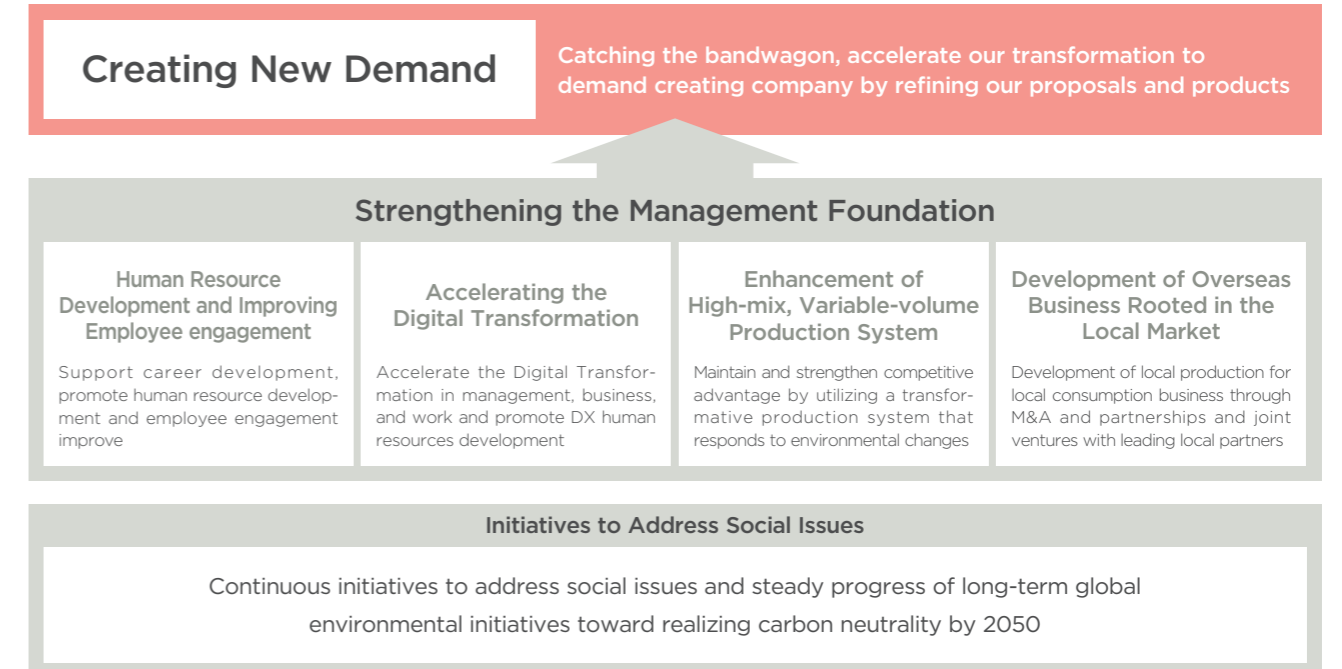 Creating New Demand
Catching the bandwagon, accelerate our transformation to
demand creating company by refining our proposals and products
Strengthening the Management Foundation
Human Resource
Development and Improving
Employee engagement
Support career development,
promote human resource develop-
ment and employee engagement
improve
Accelerating the
Digital Transformation
Accelerate the Digital Transfor-
mation in management, business,
and work and promote DX human
resources development
Enhancement of
High-mix, Variable-volume
Production System
Maintain and strengthen competitive
advantage by utilizing a transfor-
mative production system that
responds to environmental changes
Development of Overseas
Business Rooted in the
Local Market
Development of local production for
local consumption business through
M&A and partnerships and joint
ventures with leading local partners
Initiatives to Address Social Issues
Continuous initiatives to address social issues and steady progress of long-term global
environmental initiatives toward realizing carbon neutrality by 2050